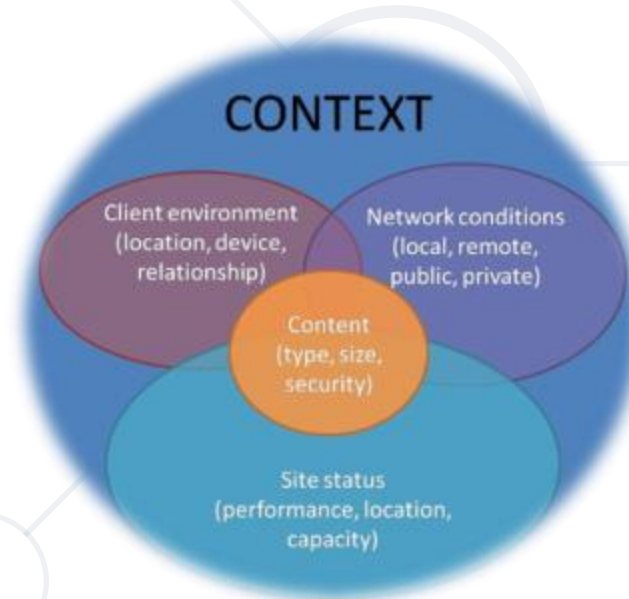 CONTEXT
Client environment
(location, device,
relationship)
Network conditions
(local, remote,
public, private)
Content
(type, size,
security)
Site status
(performance, location,
capacity)